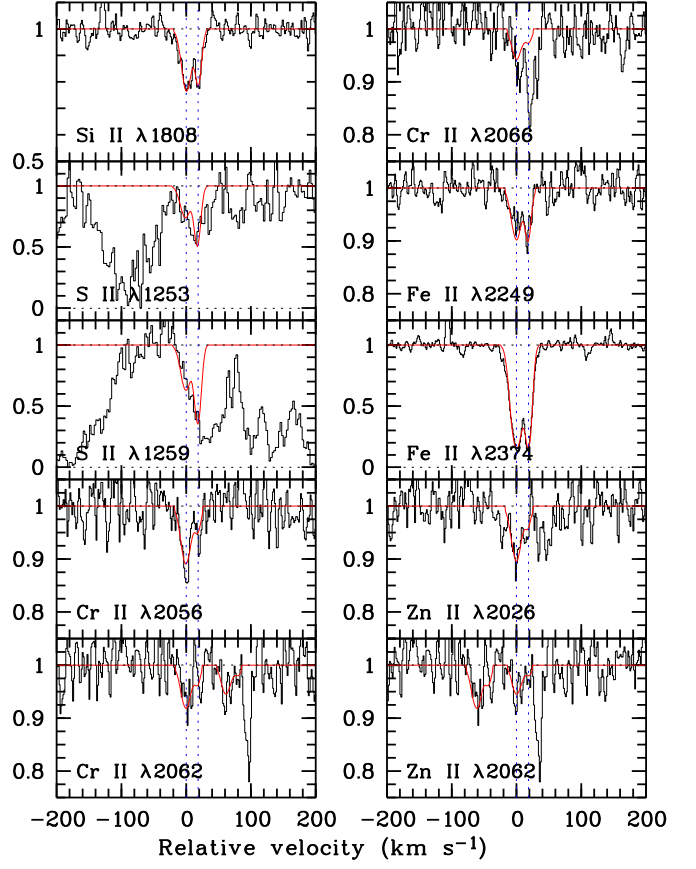 1
Si II λ1808
0.5
1
0.5
S II λ1253
0
1
0.5
S II λ1259
0
1
0.9
Cr II λ2056
0.8
1
0.9
Cr II λ2062
0.8
1
0.9
Cr II λ2066
0.8
1
0.9
Fe II λ2249
0.8
1
0.5
Fe II λ2374
0
1
0.9
Zn II λ2026
0.8
1
0.9
Zn II λ2062
0.8
-200 -100 0 100 200
-200 -100 0 100 200
Relative velocity (km s⁻¹)